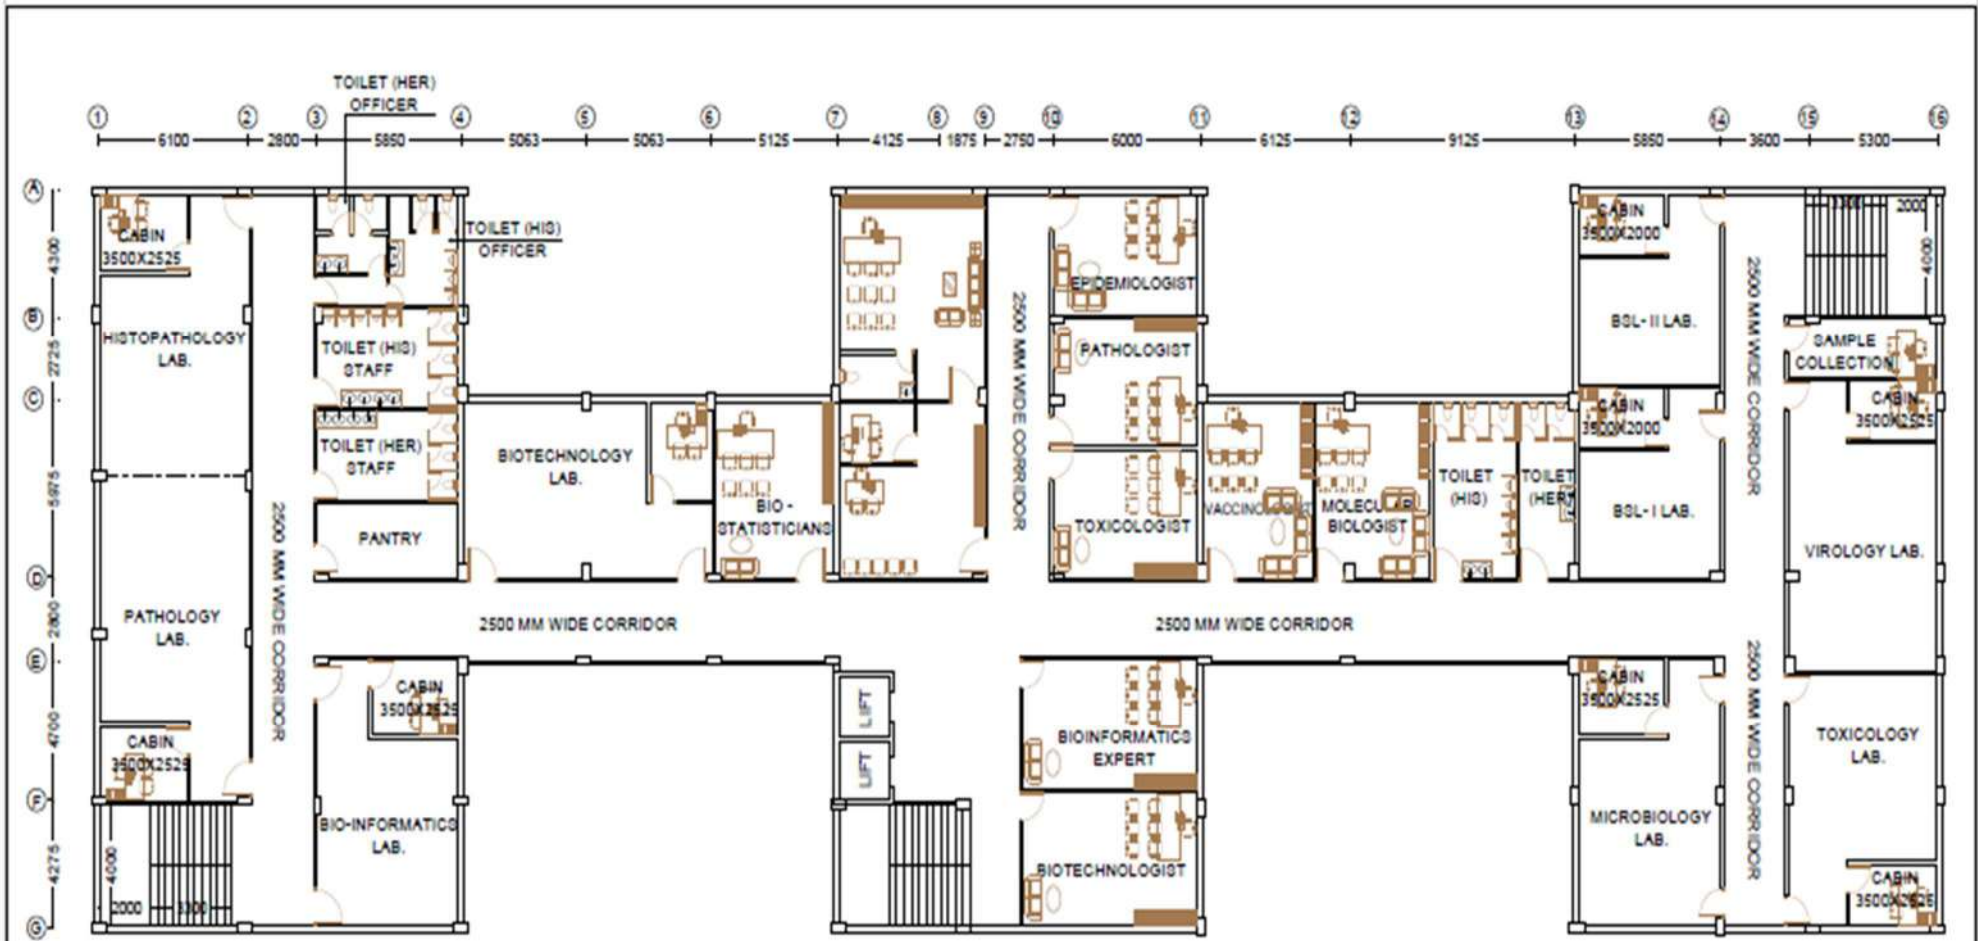 TOILET (HER)
OFFICER
1 2 3 4 5 6 7 8 9 10 11 12 13 14 15 16
6100 2800 5850 5063 5063 5125 4125 1875 2750 6000 6125 9125 5850 3600 5300
A
B
C
D
E
F
G
4300
2725
5975
2800
4700
4275
CABIN
3500X2525
HISTOPATHOLOGY
LAB.
PATHOLOGY
LAB.
CABIN
3500X2525
4000
2000 3300
2500 MM WIDE CORRIDOR
TOILET (HIS)
OFFICER
TOILET (HIS)
STAFF
TOILET (HER)
STAFF
PANTRY
CABIN
3500X2525
BIO-INFORMATICS
LAB.
BIOTECHNOLOGY
LAB.
BIO -
STATISTICIANS
2500 MM WIDE CORRIDOR
LIFT
LIFT
2500 MM WIDE CORRIDOR
EPIDEMIOLOGIST
PATHOLOGIST
TOXICOLOGIST
VACCINOLOGIST
MOLECULAR
BIOLOGIST
TOILET
(HIS)
TOILET
(HER)
2500 MM WIDE CORRIDOR
BIOINFORMATICS
EXPERT
BIOTECHNOLOGIST
CABIN
3500X2000
BSL- II LAB.
CABIN
3500X2000
BSL- I LAB.
CABIN
3500X2525
MICROBIOLOGY
LAB.
2500 MM WIDE CORRIDOR
2500 MM WIDE CORRIDOR
3300 2000
4000
SAMPLE
COLLECTION
CABIN
3500X2525
VIROLOGY LAB.
TOXICOLOGY
LAB.
CABIN
3500X2525